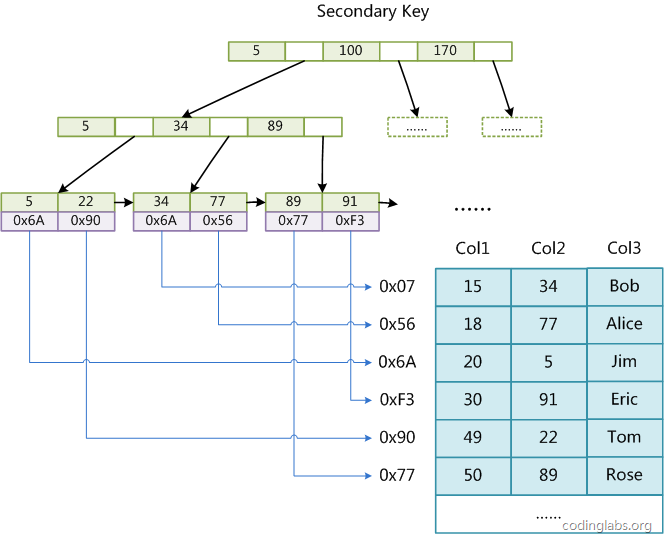 Secondary Key
5 100 170
5 34 89 ...... ......
5 22 34 77 89 91
0x6A 0x90 0x6A 0x56 0x77 0xF3
......
Col1 Col2 Col3
0x07 15 34 Bob
0x56 18 77 Alice
0x6A 20 5 Jim
0xF3 30 91 Eric
0x90 49 22 Tom
0x77 50 89 Rose
......
codinglabs.org